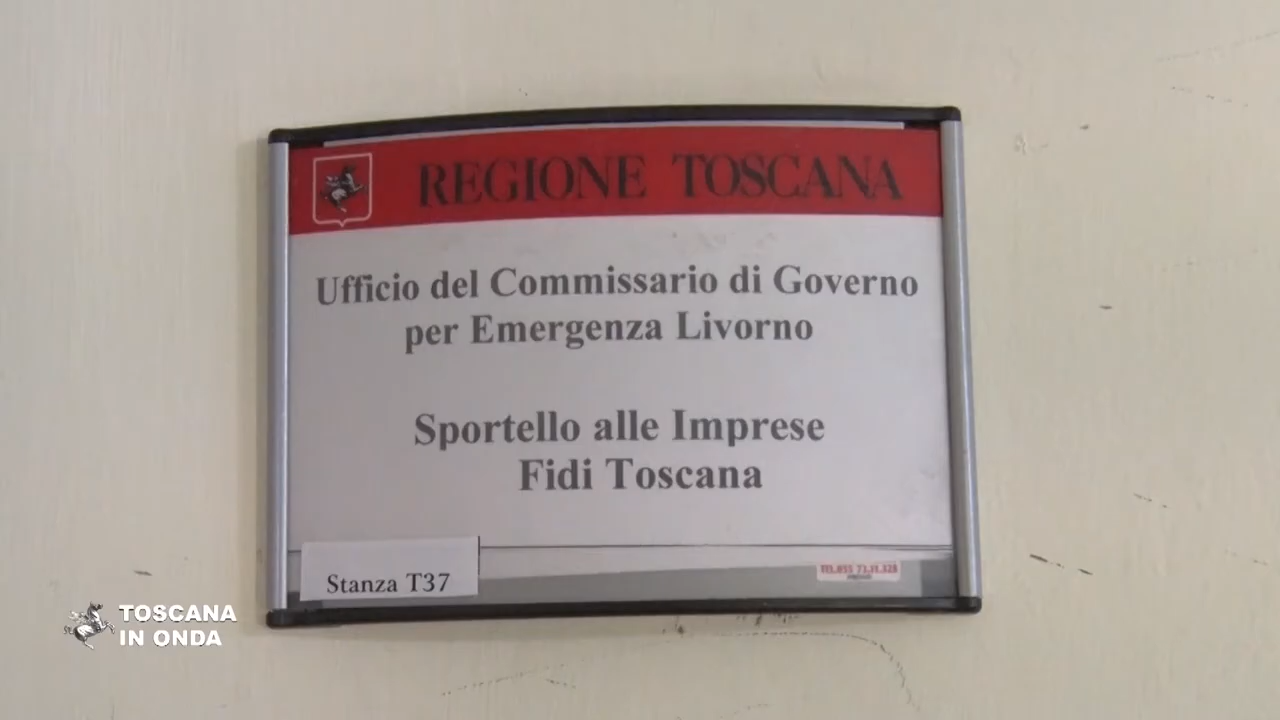 REGIONE TOSCANA
Ufficio del Commissario di Governo
per Emergenza Livorno
Sportello alle Imprese
Fidi Toscana
Stanza T37
TOSCANA
IN ONDA